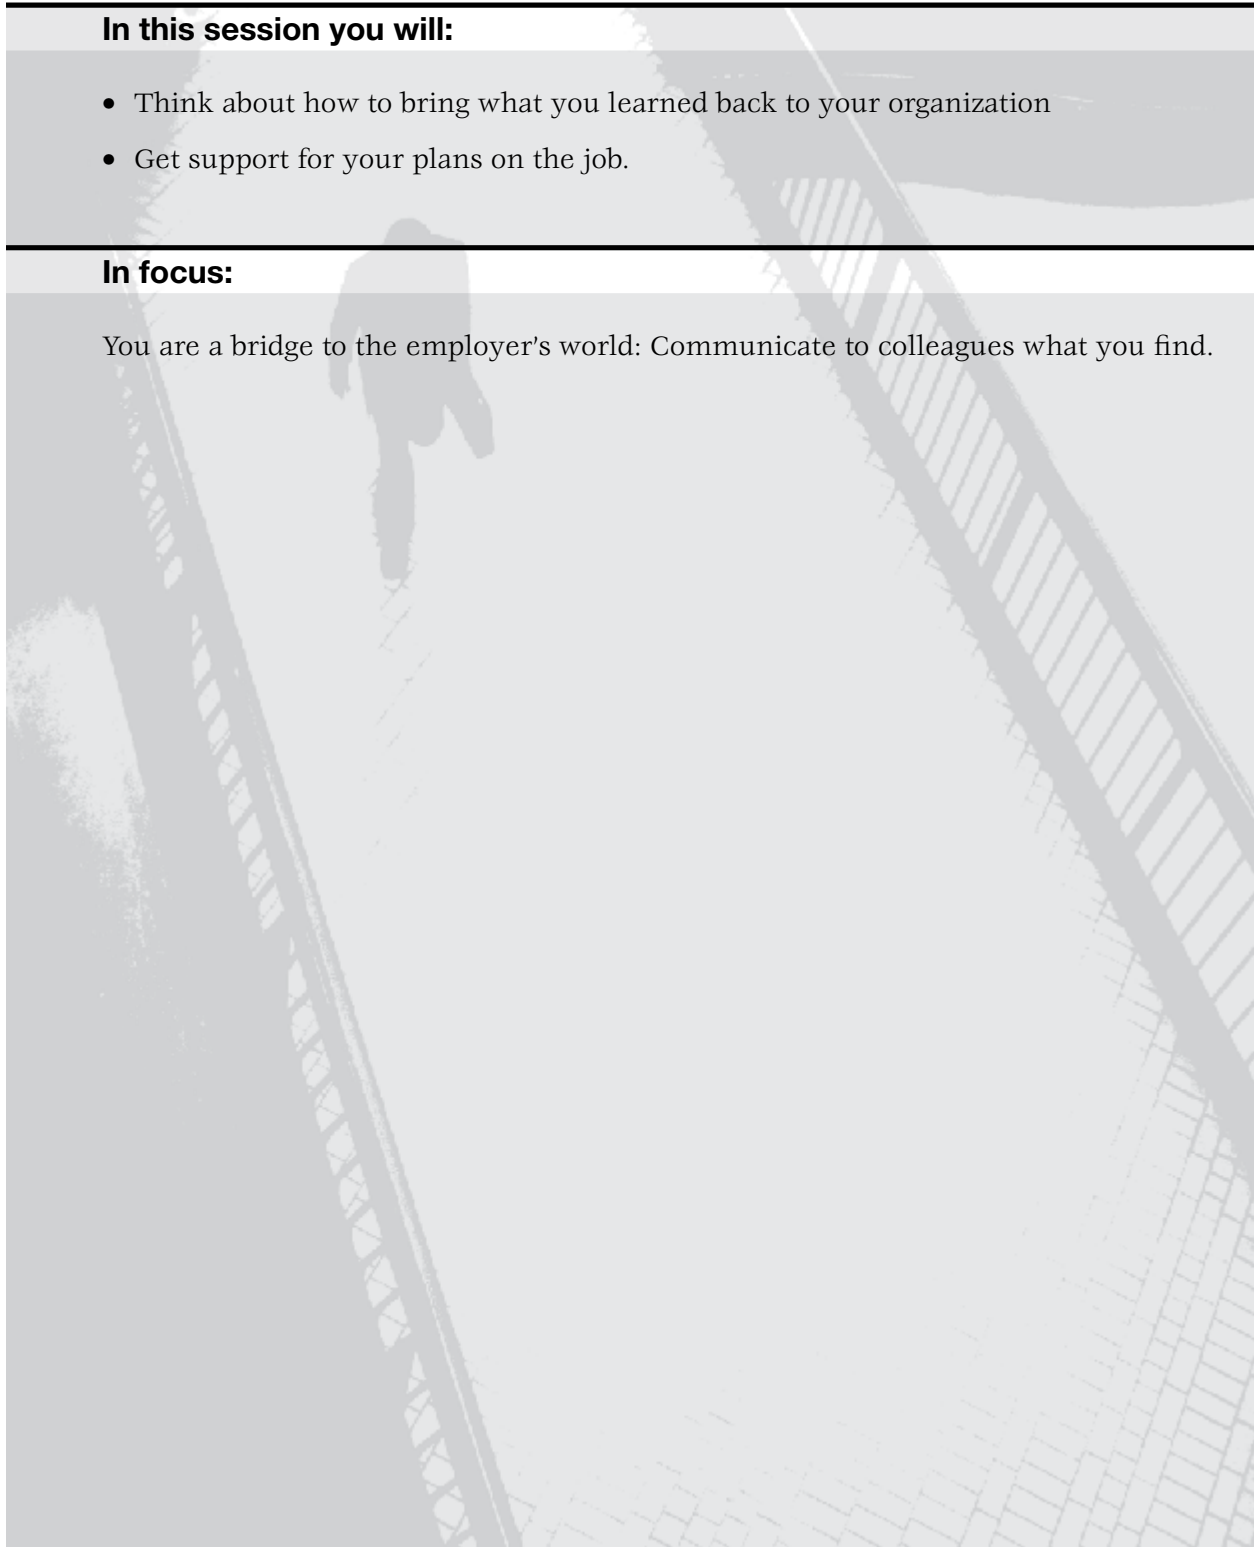 In this session you will:
• Think about how to bring what you learned back to your organization
• Get support for your plans on the job.
In focus:
You are a bridge to the employer's world: Communicate to colleagues what you find.